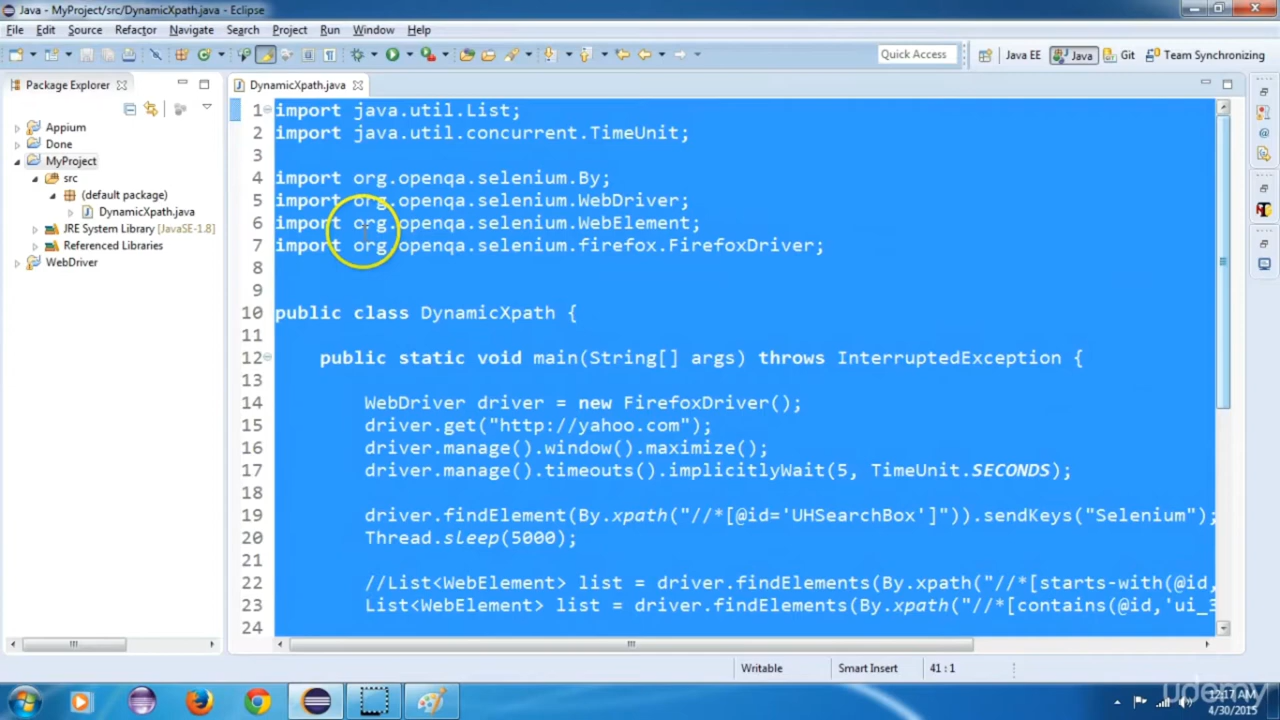 Java - MyProject/src/DynamicXpath.java - Eclipse
File Edit Source Refactor Navigate Search Project Run Window Help
Quick Access Java EE Java Git Team Synchronizing
Package Explorer
DynamicXpath.java
Appium
Done
MyProject
src
(default package)
DynamicXpath.java
JRE System Library [JavaSE-1.8]
Referenced Libraries
WebDriver
1 import java.util.List;
2 import java.util.concurrent.TimeUnit;
3
4 import org.openqa.selenium.By;
5 import org.openqa.selenium.WebDriver;
6 import org.openqa.selenium.WebElement;
7 import org.openqa.selenium.firefox.FirefoxDriver;
8
9
10 public class DynamicXpath {
11
12 public static void main(String[] args) throws InterruptedException {
13
14 WebDriver driver = new FirefoxDriver();
15 driver.get("http://yahoo.com");
16 driver.manage().window().maximize();
17 driver.manage().timeouts().implicitlyWait(5, TimeUnit.SECONDS);
18
19 driver.findElement(By.xpath("//*[@id='UHSearchBox']")).sendKeys("Selenium");
20 Thread.sleep(5000);
21
22 //List<WebElement> list = driver.findElements(By.xpath("//*[starts-with(@id,
23 List<WebElement> list = driver.findElements(By.xpath("//*[contains(@id,'ui_3
24
Writable Smart Insert 41 : 1
udemy
12:17 AM
4/30/2015